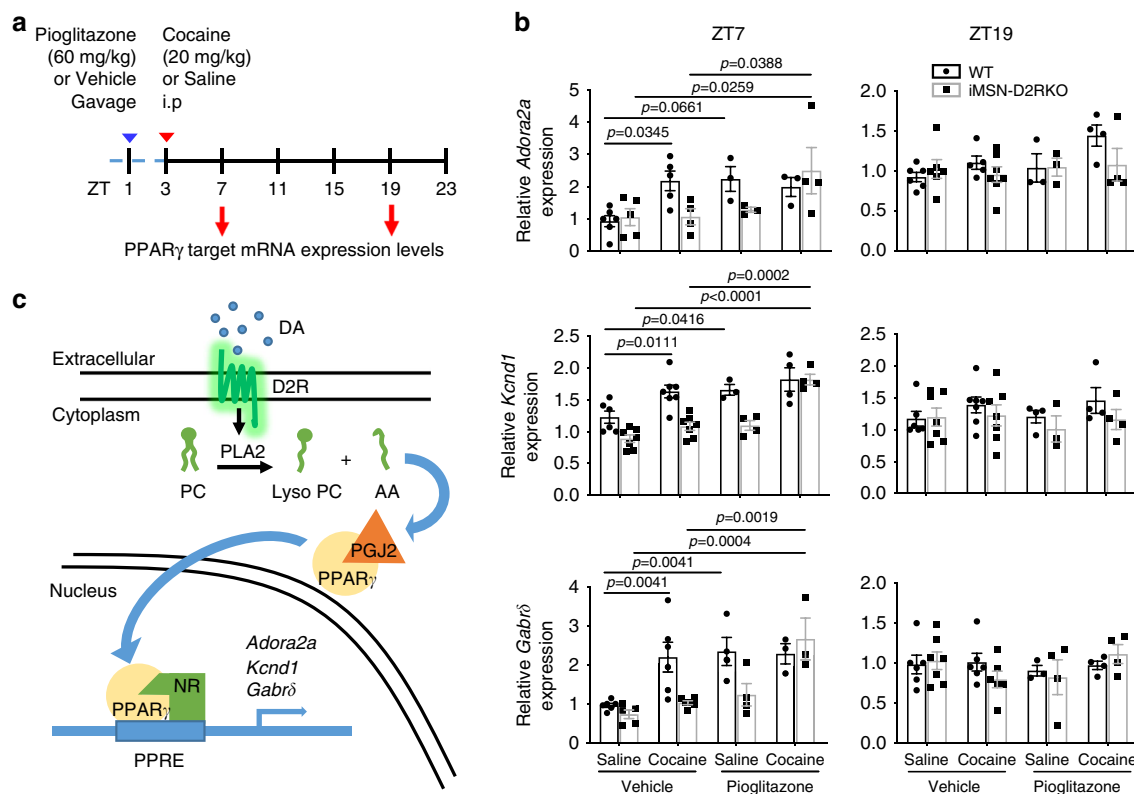 a
Pioglitazone
(60 mg/kg)
or Vehicle
Gavage
Cocaine
(20 mg/kg)
or Saline
i.p
ZT 1 3 7 11 15 19 23
PPARγ target mRNA expression levels
b
ZT7
ZT19
WT
iMSN-D2RKO
Relative Adora2a
expression
5
4
3
2
1
0
p=0.0388
p=0.0259
p=0.0661
p=0.0345
2.0
1.5
1.0
0.5
0.0
Relative Kcnd1
expression
2.5
2.0
1.5
1.0
0.5
0.0
p=0.0002
p<0.0001
p=0.0416
p=0.0111
2.5
2.0
1.5
1.0
0.5
0.0
Relative Gabrδ
expression
4
3
2
1
0
p=0.0019
p=0.0004
p=0.0041
p=0.0041
2.0
1.5
1.0
0.5
0.0
Saline Cocaine Saline Cocaine
Vehicle Pioglitazone
Saline Cocaine Saline Cocaine
Vehicle Pioglitazone
c
DA
Extracellular
D2R
Cytoplasm
PLA2
+
PC
Lyso PC
AA
PGJ2
PPARγ
Nucleus
Adora2a
Kcnd1
Gabrδ
NR
PPARγ
PPRE